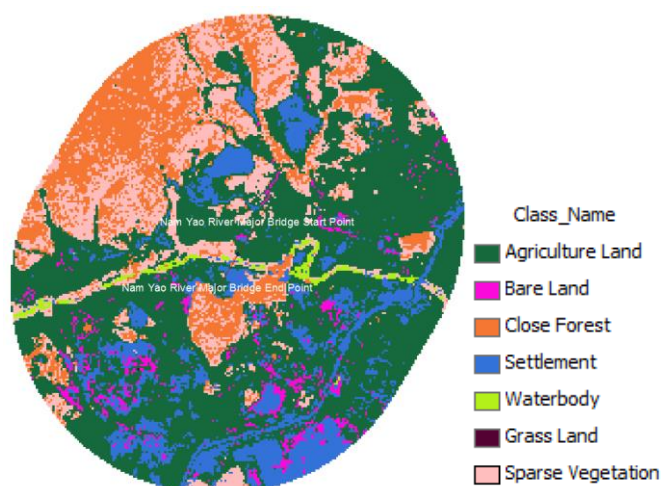 Nam Yao River Major Bridge Start Point
Nam Yao River Major Bridge End Point
Class_Name
Agriculture Land
Bare Land
Close Forest
Settlement
Waterbody
Grass Land
Sparse Vegetation